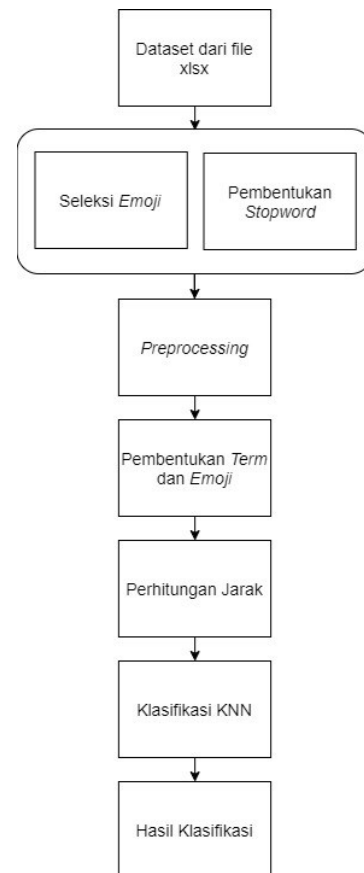 Dataset dari file
xlsx
Seleksi Emoji
Pembentukan
Stopword
Preprocessing
Pembentukan Term
dan Emoji
Perhitungan Jarak
Klasifikasi KNN
Hasil Klasifikasi